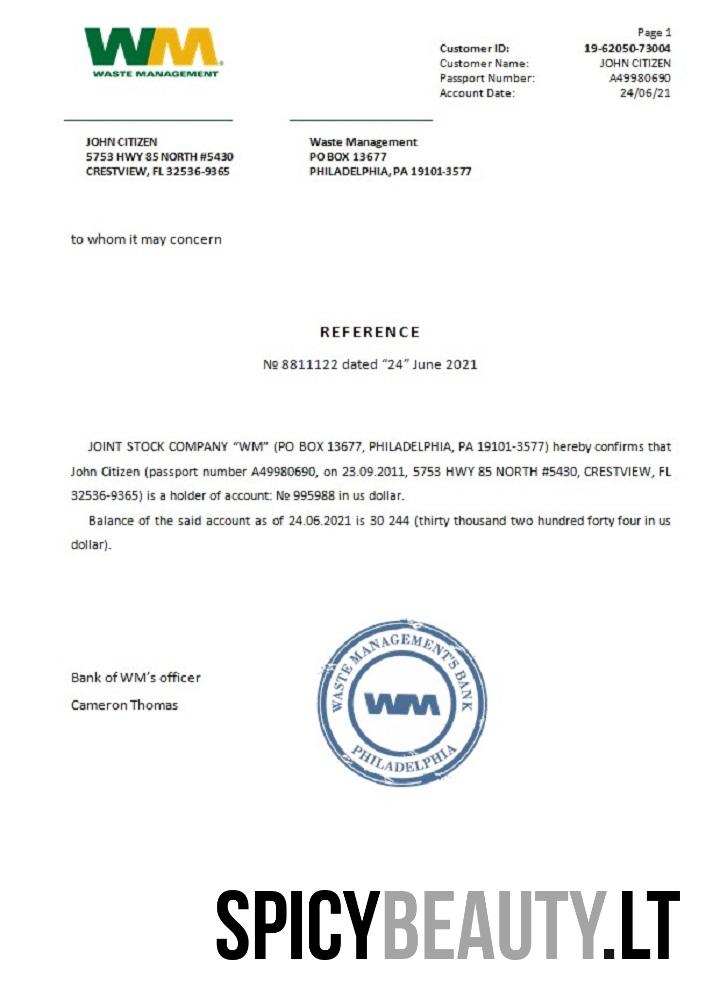 WM
WASTE MANAGEMENT
Page 1
Customer ID: 19-62050-73004
Customer Name: JOHN CITIZEN
Passport Number: A49980690
Account Date: 24/06/21
JOHN CITIZEN
5753 HWY 85 NORTH #5430
CRESTVIEW, FL 32536-9365
Waste Management
PO BOX 13677
PHILADELPHIA, PA 19101-3577
to whom it may concern
REFERENCE
№ 8811122 dated “24” June 2021
JOINT STOCK COMPANY “WM” (PO BOX 13677, PHILADELPHIA, PA 19101-3577) hereby confirms that
John Citizen (passport number A49980690, on 23.09.2011, 5753 HWY 85 NORTH #5430, CRESTVIEW, FL
32536-9365) is a holder of account: № 995988 in us dollar.
Balance of the said account as of 24.06.2021 is 30 244 (thirty thousand two hundred forty four in us
dollar).
Bank of WM’s officer
Cameron Thomas
WASTE MANAGEMENT'S BANK
WM
PHILADELPHIA
SPICYBEAUTY.LT